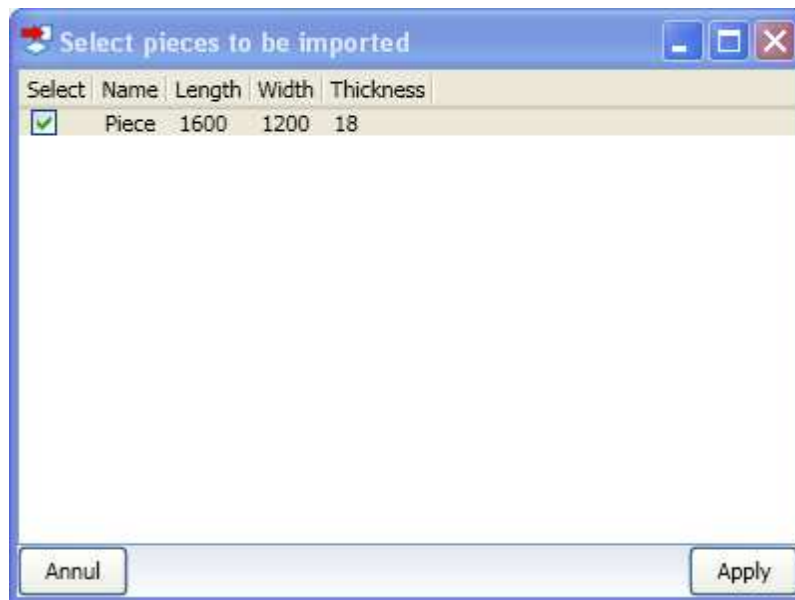 Select pieces to be imported
Select Name Length Width Thickness
Piece 1600 1200 18
Annul Apply